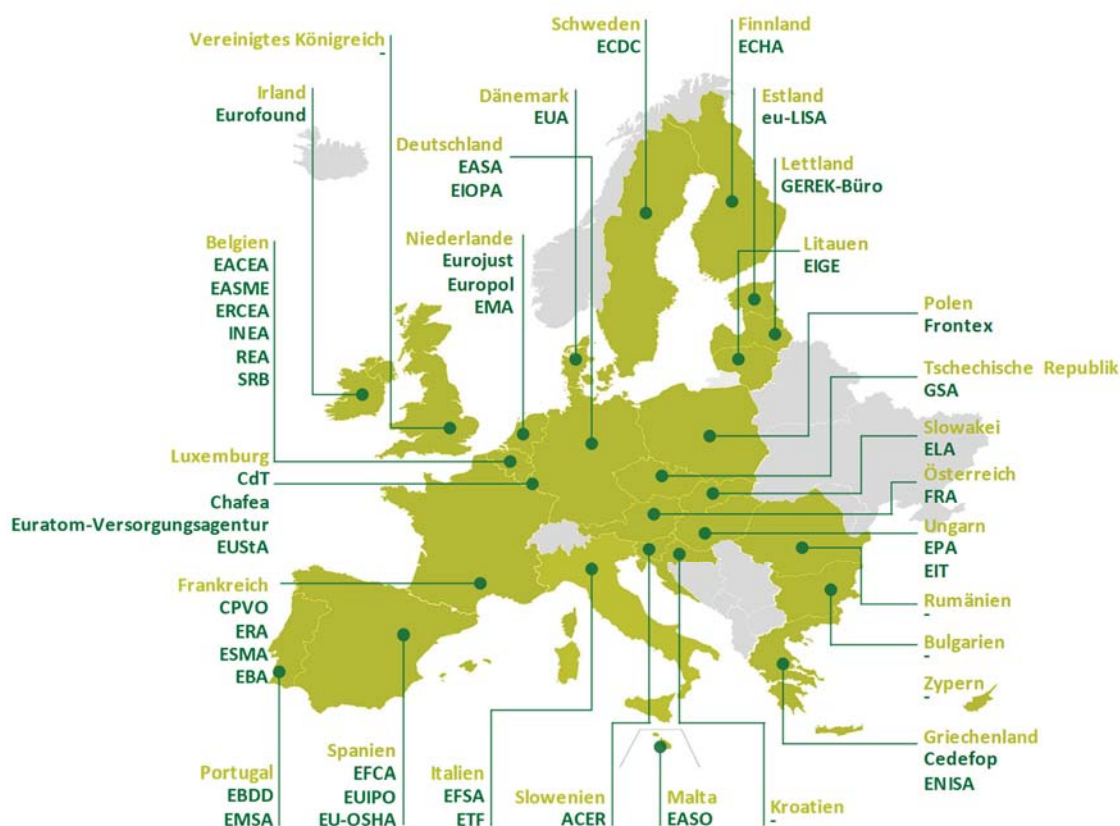 Schweden
ECDC
Finnland
ECHA
Vereinigtes Königreich
-
Irland
Eurofound
Dänemark
EUA
Estland
eu-LISA
Deutschland
EASA
EIOPA
Lettland
GEREK-Büro
Belgien
EACEA
EASME
ERCEA
INEA
REA
SRB
Niederlande
Eurojust
Europol
EMA
Litauen
EIGE
Polen
Frontex
Tschechische Republik
GSA
Slowakei
ELA
Luxemburg
CdT
Chafea
Euratom-Versorgungsagentur
EUStA
Österreich
FRA
Ungarn
EPA
EIT
Frankreich
CPVO
ERA
ESMA
EBA
Rumänien
-
Bulgarien
-
Zypern
-
Griechenland
Cedefop
ENISA
Portugal
EBDD
EMSA
Spanien
EFCA
EUIPO
EU-OSHA
Italien
EFSA
ETF
Slowenien
ACER
Malta
EASO
Kroatien
-